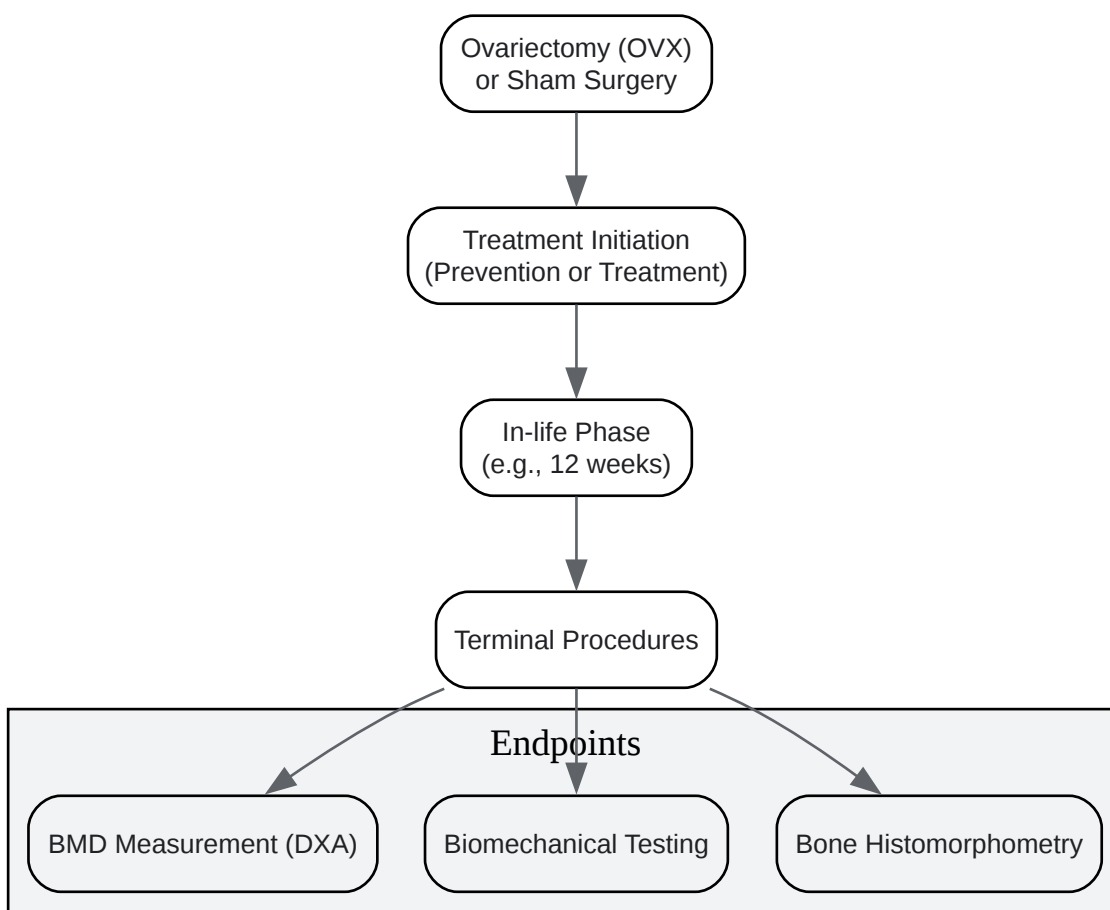 Ovariectomy (OVX)
or Sham Surgery
Treatment Initiation
(Prevention or Treatment)
In-life Phase
(e.g., 12 weeks)
Terminal Procedures
Endpoints
BMD Measurement (DXA)
Biomechanical Testing
Bone Histomorphometry